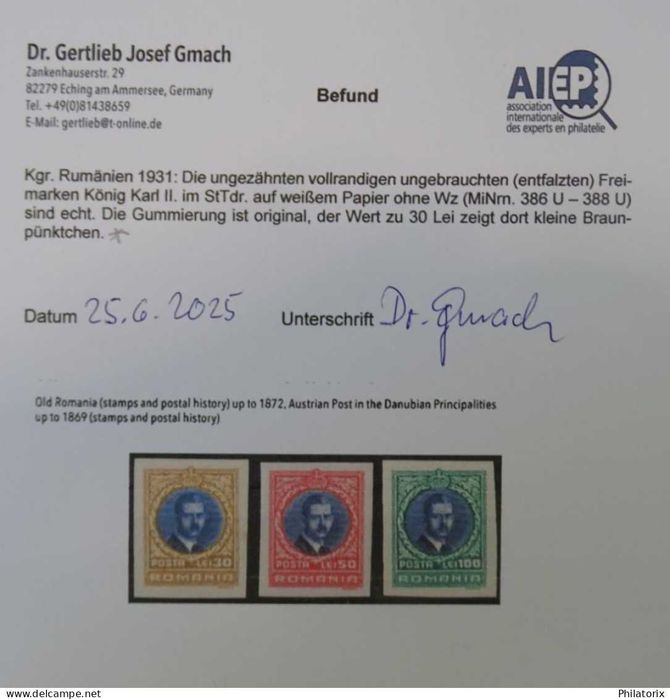 Dr. Gertlieb Josef Gmach
Zankenhauserstr. 29
82279 Eching am Ammersee, Germany
Tel. +49(0)81438659
E-Mail: gertlieb@t-online.de
Befund
AIEP
association
internationale
des experts en philatelie
Kgr. Rumänien 1931: Die ungezähnten vollrandigen ungebrauchten (entfalzten) Frei-
marken König Karl II. im StTdr. auf weißem Papier ohne Wz (MiNrn. 386 U – 388 U)
sind echt. Die Gummierung ist original, der Wert zu 30 Lei zeigt dort kleine Braun-
pünktchen.
Datum 25.6.2025 Unterschrift Dr. Gmach
Old Romania (stamps and postal history) up to 1872, Austrian Post in the Danubian Principalities
up to 1869 (stamps and postal history)
POSTA LEI 30
ROMANIA
POSTA LEI 50
ROMANIA
POSTA LEI 100
ROMANIA
Mitgliedernummer www.delcampe.net
Philatorix